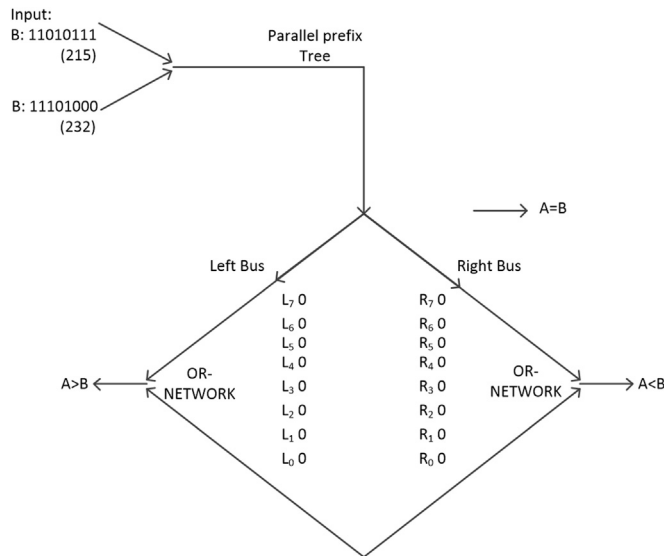 Input:
B: 11010111
(215)
B: 11101000
(232)
Parallel prefix
Tree
A=B
Left Bus
Right Bus
L₇ 0
L₆ 0
L₅ 0
L₄ 0
L₃ 0
L₂ 0
L₁ 0
L₀ 0
R₇ 0
R₆ 0
R₅ 0
R₄ 0
R₃ 0
R₂ 0
R₁ 0
R₀ 0
A>B
OR-
NETWORK
OR-
NETWORK
A<B